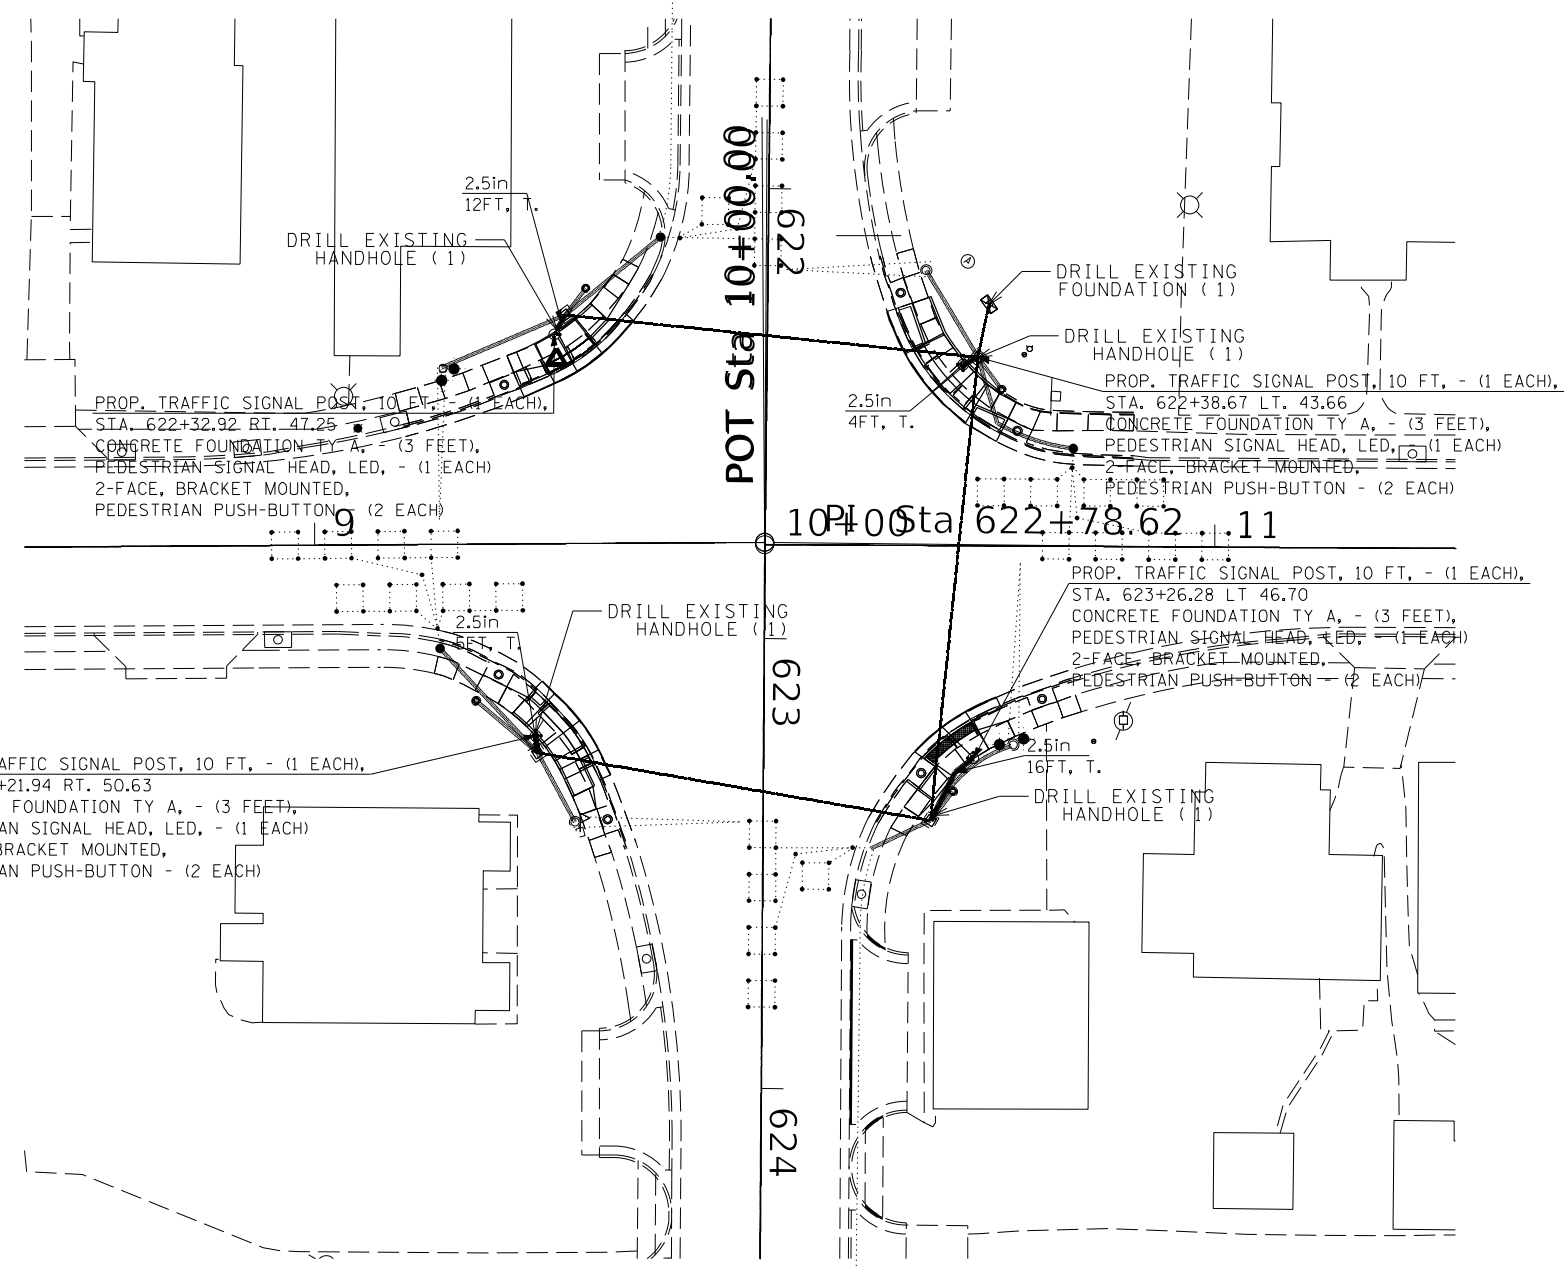 2.5in
12FT, T.
DRILL EXISTING
HANDHOLE (1)
POT Sta 10+00.00
622
A
DRILL EXISTING
FOUNDATION (1)
DRILL EXISTING
HANDHOLE (1)
2.5in
4FT, T.
PROP. TRAFFIC SIGNAL POST, 10 FT, - (1 EACH),
STA. 622+38.67 LT. 43.66
CONCRETE FOUNDATION TY A, - (3 FEET),
PEDESTRIAN SIGNAL HEAD, LED, - (1 EACH)
2-FACE, BRACKET MOUNTED,
PEDESTRIAN PUSH-BUTTON - (2 EACH)
PROP. TRAFFIC SIGNAL POST, 10 FT, - (1 EACH),
STA. 622+32.92 RT. 47.25
CONCRETE FOUNDATION TY A, - (3 FEET),
PEDESTRIAN SIGNAL HEAD, LED, - (1 EACH)
2-FACE, BRACKET MOUNTED,
PEDESTRIAN PUSH-BUTTON - (2 EACH)
9
10+00
PI Sta 622+78.62
11
PROP. TRAFFIC SIGNAL POST, 10 FT, - (1 EACH),
STA. 623+26.28 LT 46.70
CONCRETE FOUNDATION TY A, - (3 FEET),
PEDESTRIAN SIGNAL HEAD, LED, - (1 EACH)
2-FACE, BRACKET MOUNTED,
PEDESTRIAN PUSH-BUTTON - (2 EACH)
2.5in
5FT, T.
DRILL EXISTING
HANDHOLE (1)
623
2.5in
16FT, T.
DRILL EXISTING
HANDHOLE (1)
AFFIC SIGNAL POST, 10 FT, - (1 EACH),
+21.94 RT. 50.63
FOUNDATION TY A, - (3 FEET),
AN SIGNAL HEAD, LED, - (1 EACH)
BRACKET MOUNTED,
AN PUSH-BUTTON - (2 EACH)
624